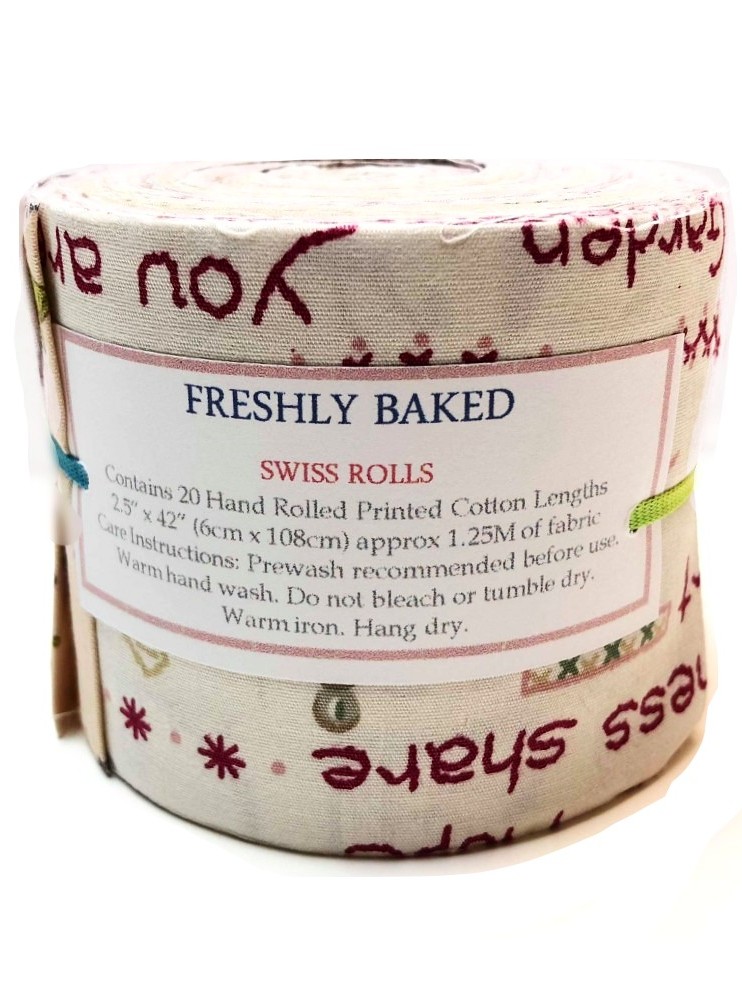 you ar
Garden
FRESHLY BAKED
SWISS ROLLS
Contains 20 Hand Rolled Printed Cotton Lengths
2.5" x 42" (6cm x 108cm) approx 1.25M of fabric
Care Instructions: Prewash recommended before use.
Warm hand wash. Do not bleach or tumble dry.
Warm iron. Hang dry.
ness share